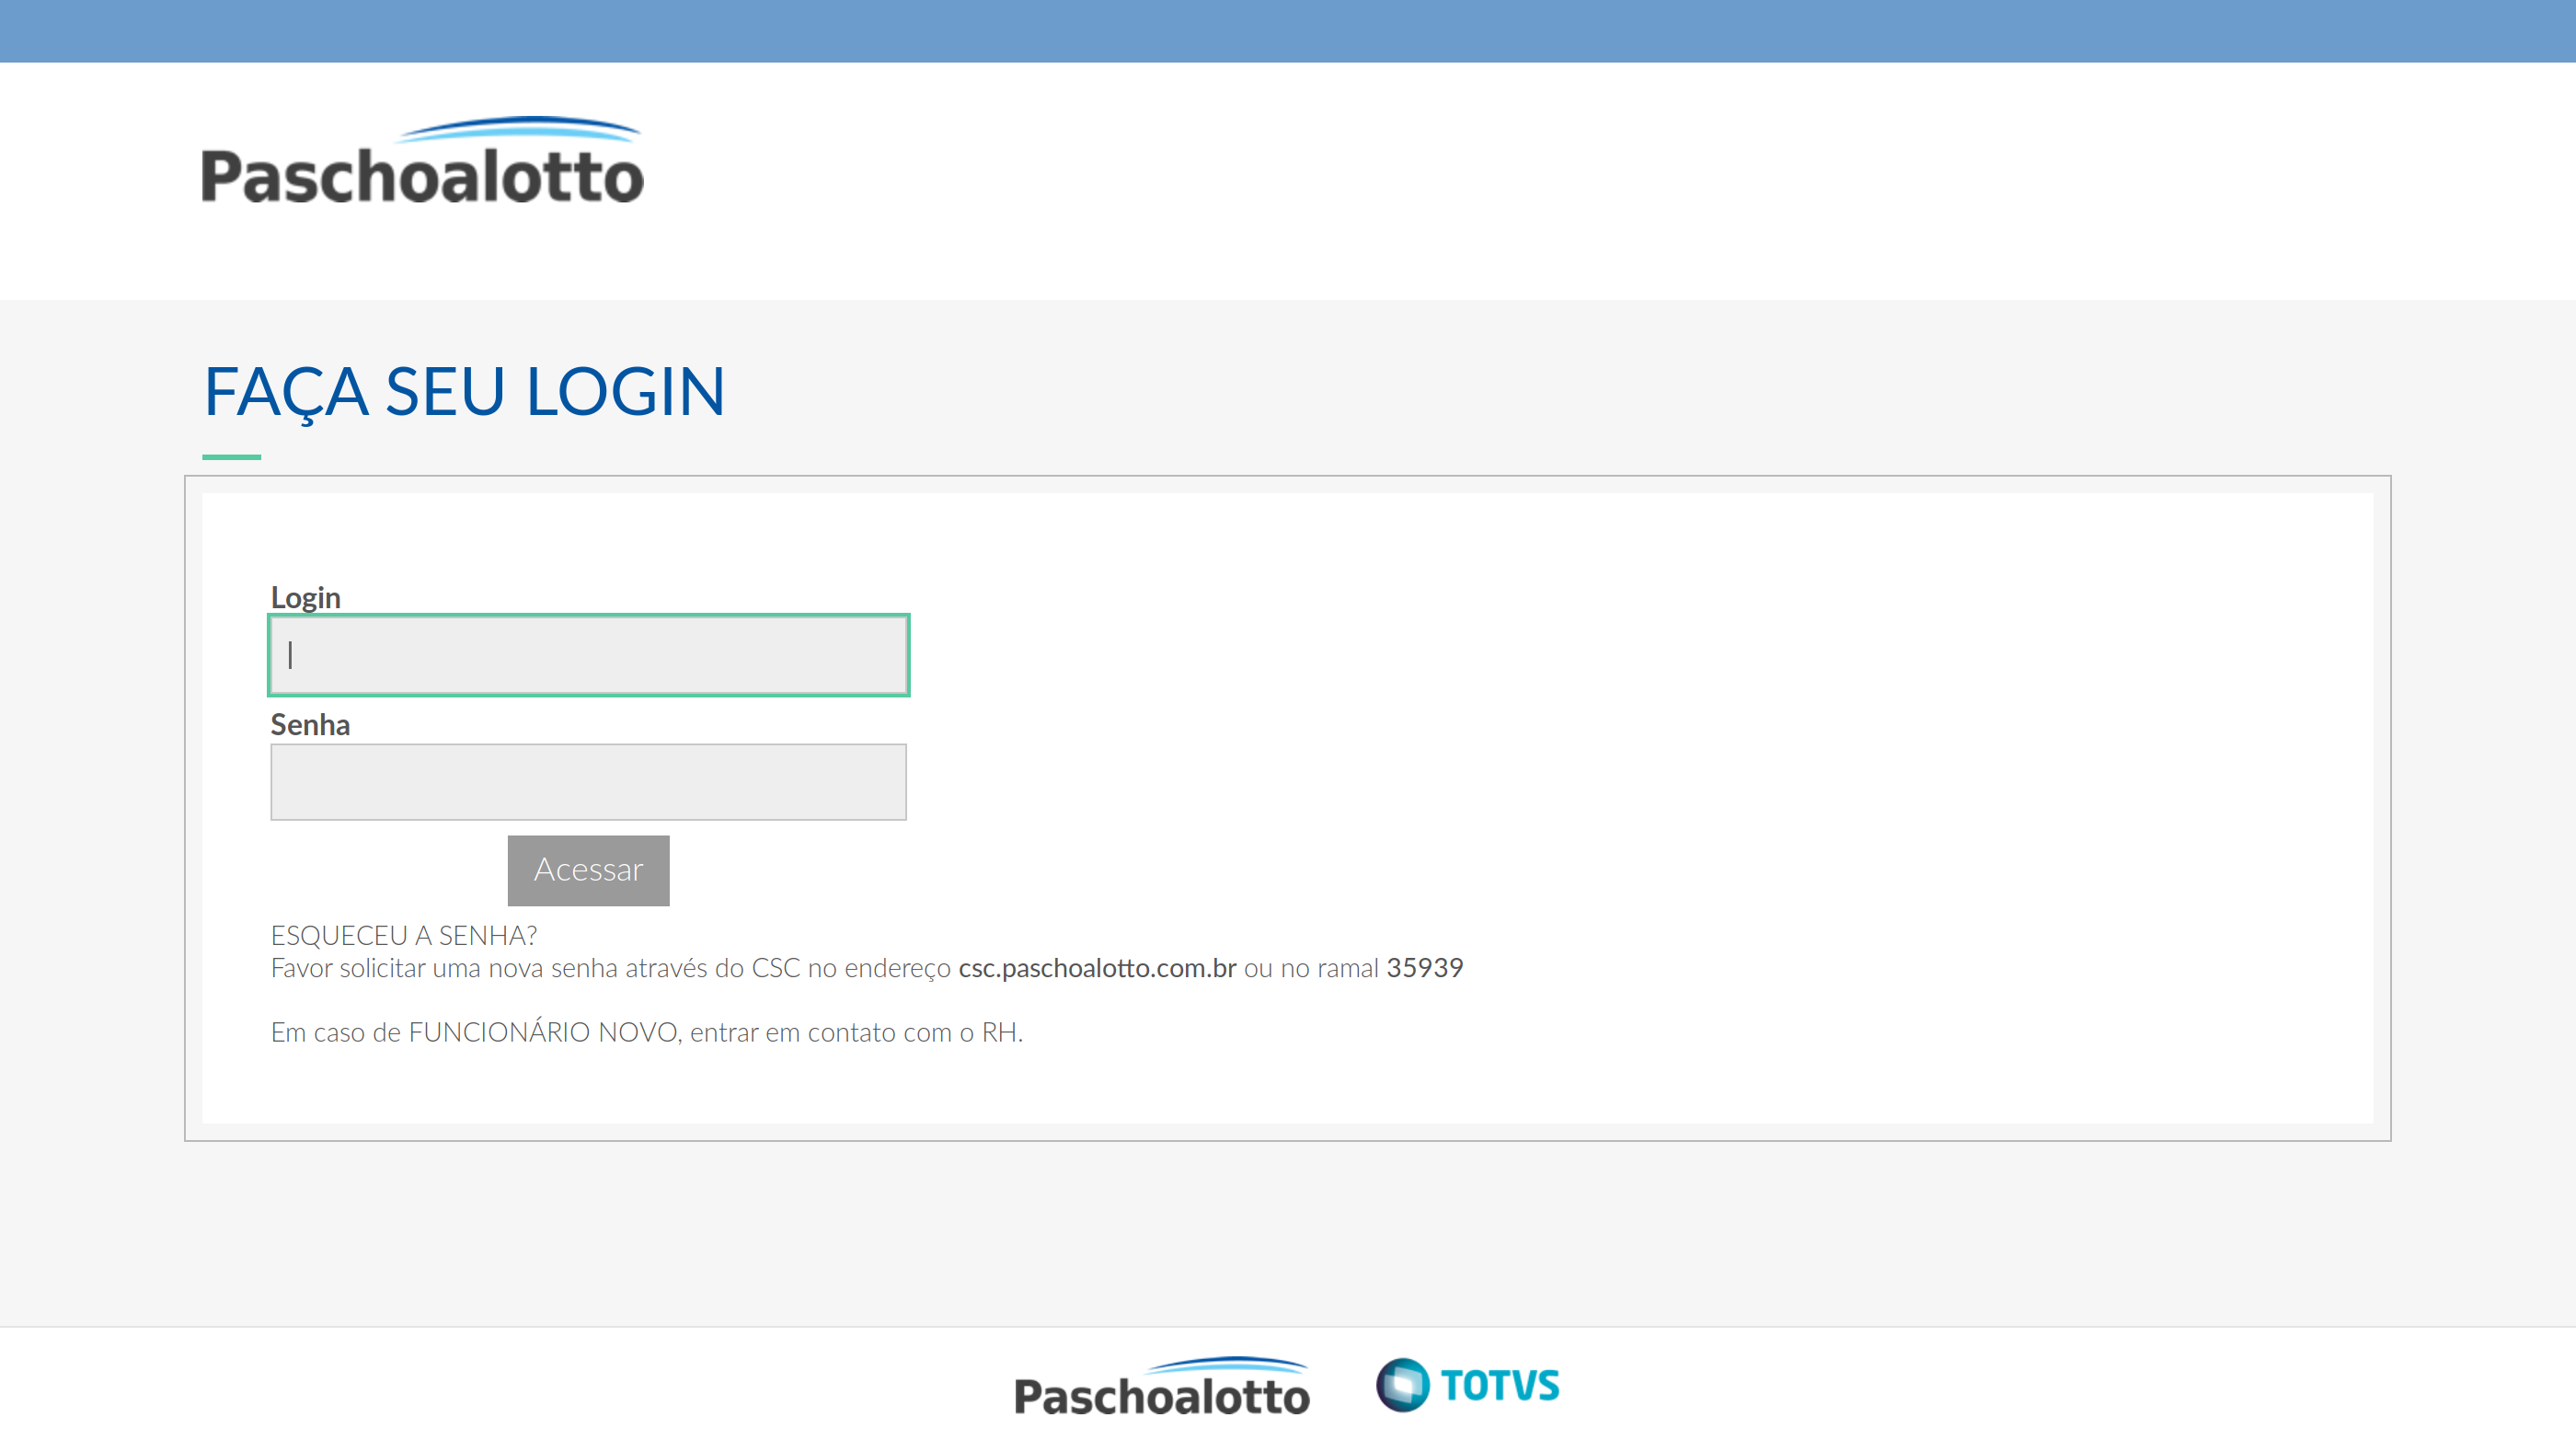 Paschoalotto
FAÇA SEU LOGIN
Login
Senha
Acessar
ESQUECEU A SENHA?
Favor solicitar uma nova senha através do CSC no endereço csc.paschoalotto.com.br ou no ramal 35939
Em caso de FUNCIONÁRIO NOVO, entrar em contato com o RH.
Paschoalotto
TOTVS